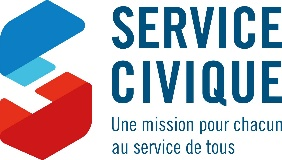 SERVICE
CIVIQUE
Une mission pour chacun
au service de tous